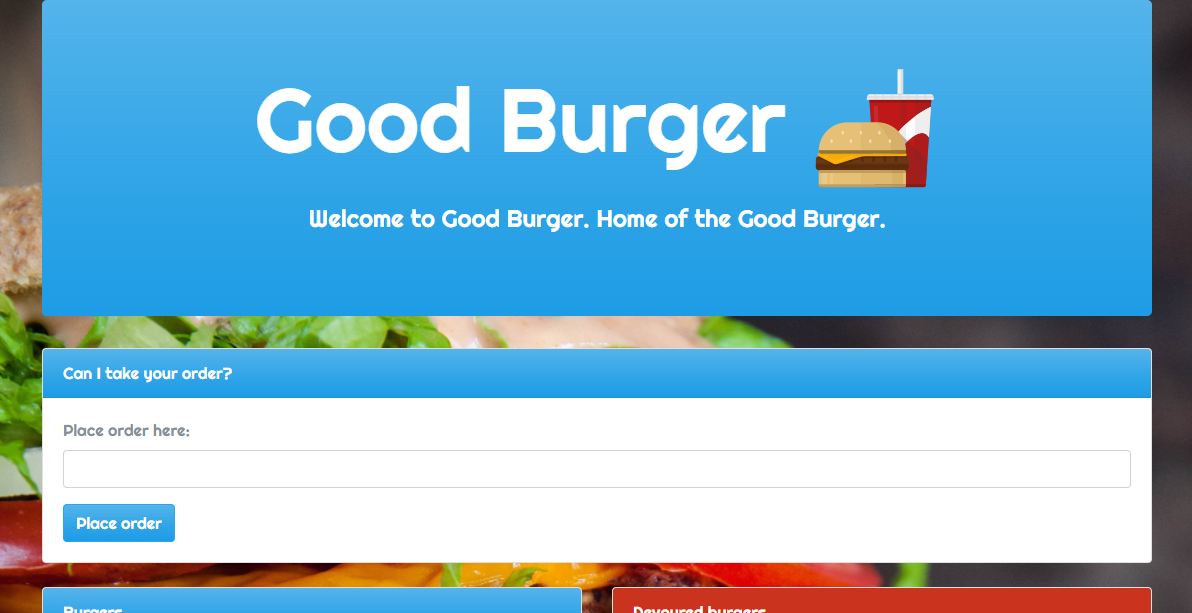 Good Burger
Welcome to Good Burger. Home of the Good Burger.
Can I take your order?
Place order here:
Place order
Burgers
Devoured burgers